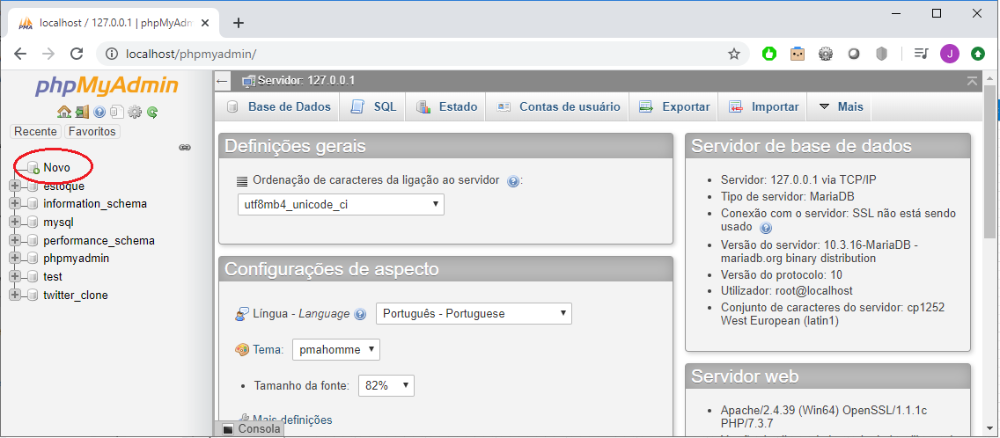 localhost / 127.0.0.1 | phpMyAdm
localhost/phpmyadmin/
J
phpMyAdmin
Recente Favoritos
Novo
estoque
information_schema
mysql
performance_schema
phpmyadmin
test
twitter_clone
Servidor: 127.0.0.1
Base de Dados SQL Estado Contas de usuário Exportar Importar Mais
Definições gerais
Ordenação de caracteres da ligação ao servidor :
utf8mb4_unicode_ci
Configurações de aspecto
Língua - Language Português - Portuguese
Tema: pmahomme
• Tamanho da fonte: 82%
Mais definições
Console
Servidor de base de dados
• Servidor: 127.0.0.1 via TCP/IP
• Tipo de servidor: MariaDB
• Conexão com o servidor: SSL não está sendo
usado
• Versão do servidor: 10.3.16-MariaDB -
mariadb.org binary distribution
• Versão do protocolo: 10
• Utilizador: root@localhost
• Conjunto de caracteres do servidor: cp1252
West European (latin1)
Servidor web
• Apache/2.4.39 (Win64) OpenSSL/1.1.1c
PHP/7.3.7